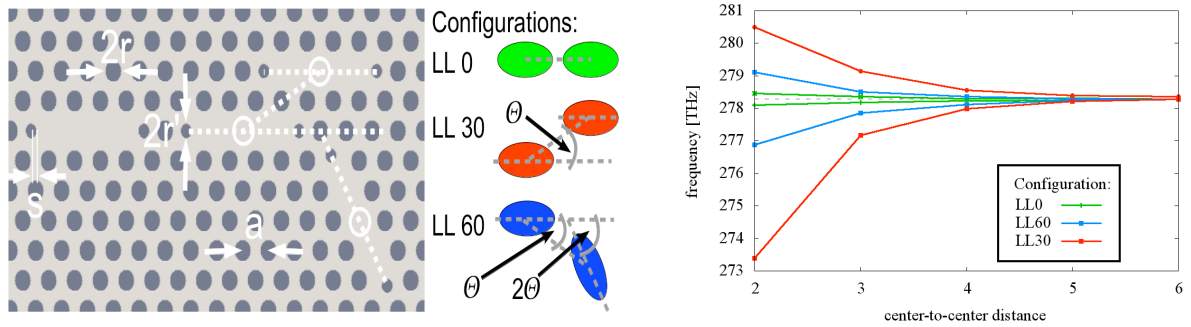 2r
2r'
s
a
Configurations:
LL 0
LL 30
Θ
LL 60
Θ
2Θ
281
280
279
278
277
276
275
274
273
frequency [THz]
2
3
4
5
6
center-to-center distance
Configuration:
LL0
LL60
LL30